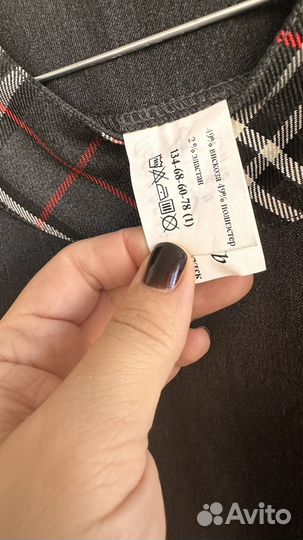 49% вискоза 49% полиэстер
2% эластан
134-68-60-78 (1)
Avito